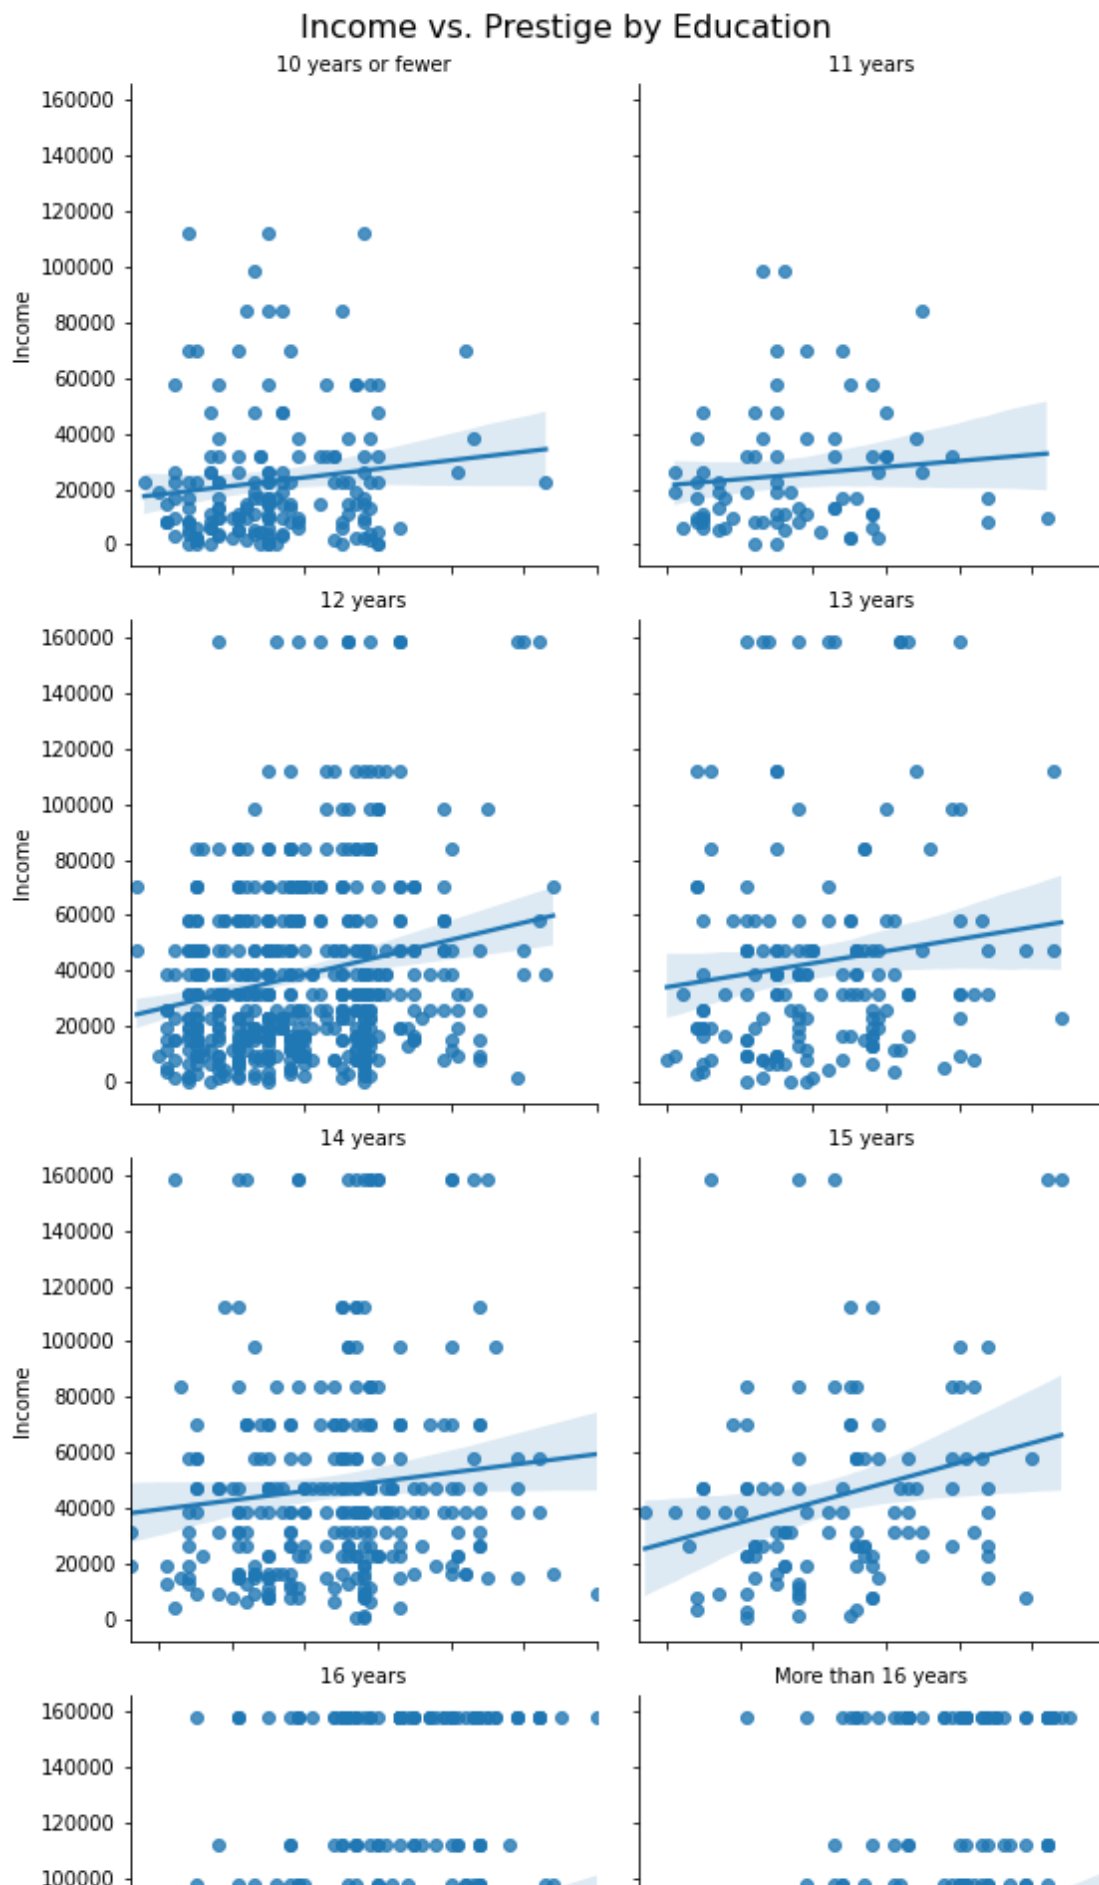 Income vs. Prestige by Education
10 years or fewer
11 years
160000
140000
120000
100000
80000
60000
40000
20000
0
Income
12 years
13 years
160000
140000
120000
100000
80000
60000
40000
20000
0
Income
14 years
15 years
160000
140000
120000
100000
80000
60000
40000
20000
0
Income
16 years
More than 16 years
160000
140000
120000
100000